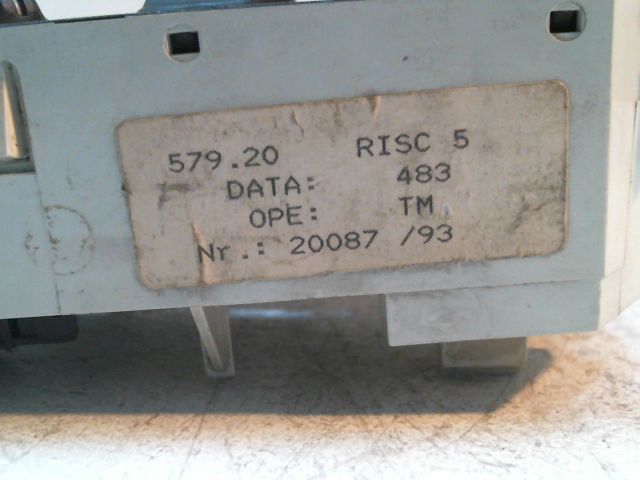 579.20 RISC 5
DATA: 483
OPE: TM.
Nr.: 20087 /93